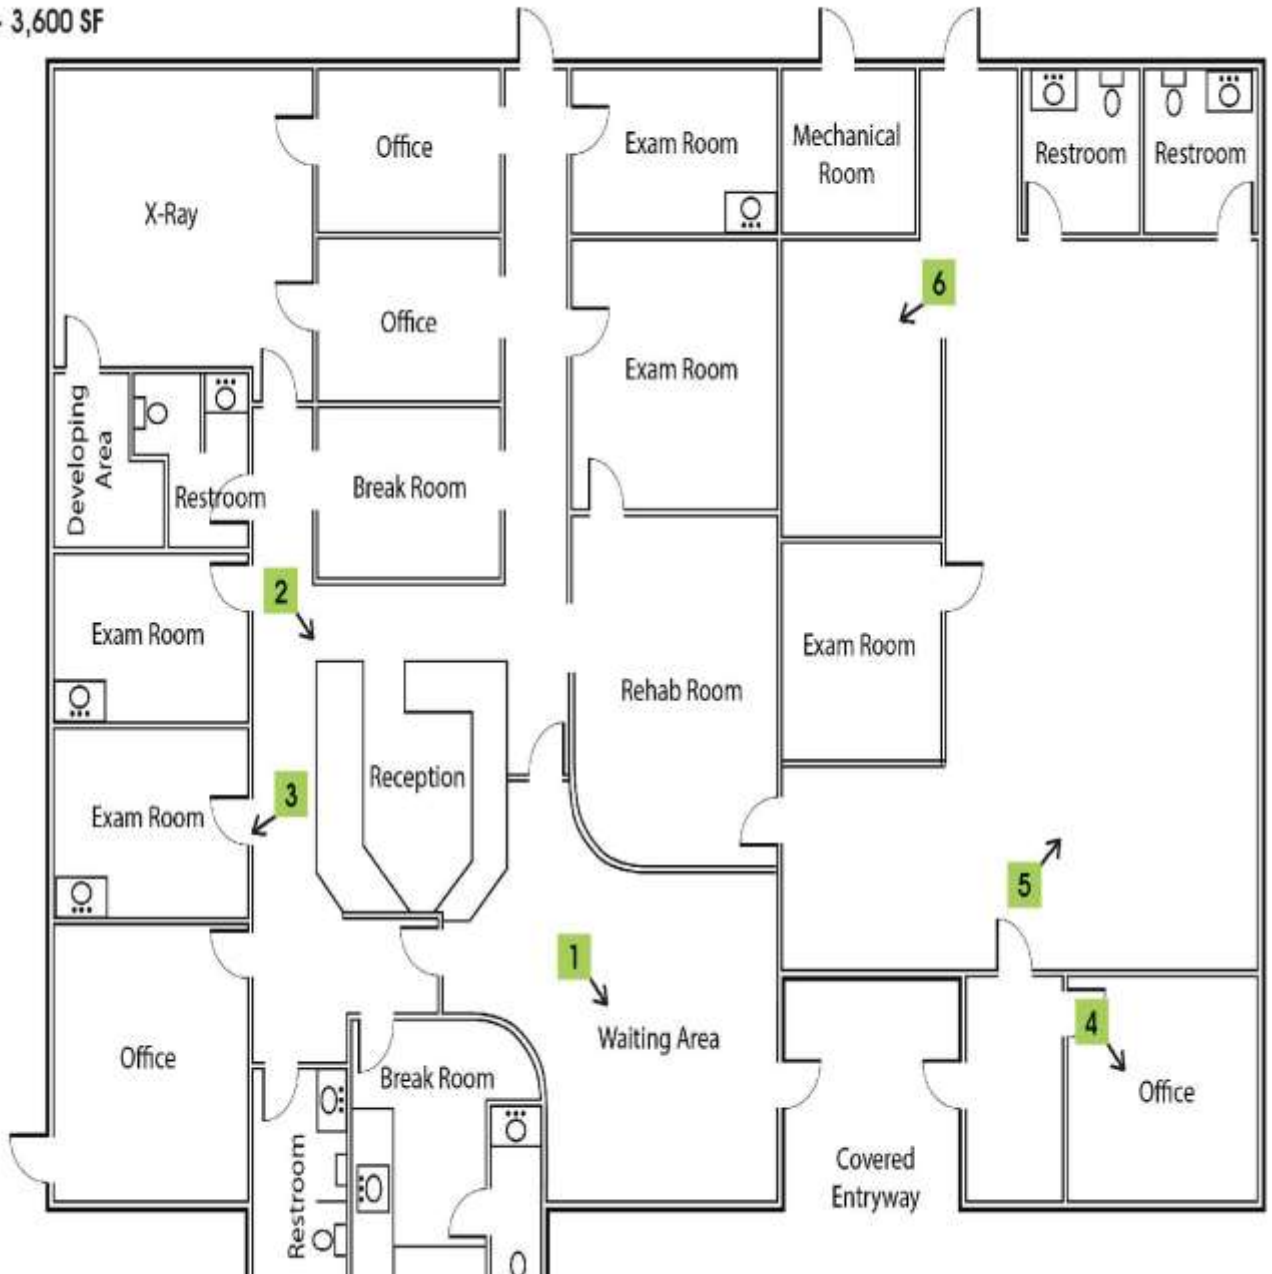 - 3,600 SF
Office
Exam Room
Mechanical
Room
Restroom
Restroom
X-Ray
6
Office
Exam Room
Developing
Area
Restroom
Break Room
2
Exam Room
Exam Room
Rehab Room
Reception
3
Exam Room
5
1
Waiting Area
4
Office
Break Room
Office
Restroom
Covered
Entryway